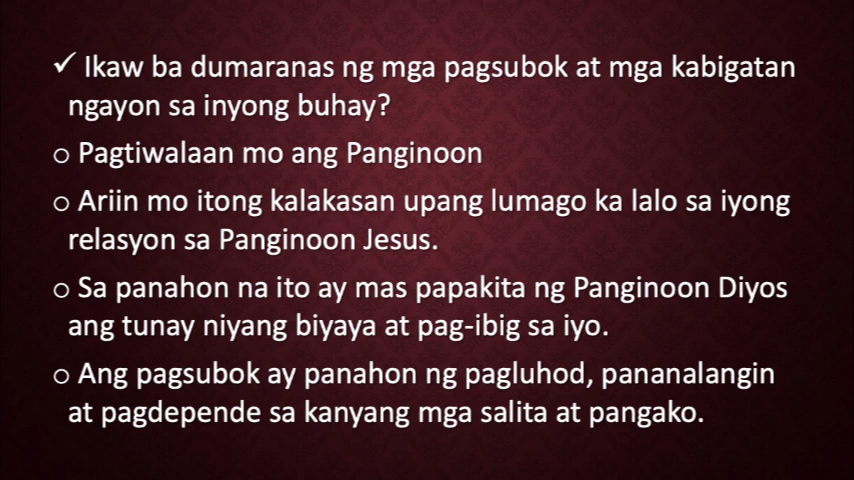 ✓ Ikaw ba dumaranas ng mga pagsubok at mga kabigatan
ngayon sa inyong buhay?
o Pagtiwalaan mo ang Panginoon
o Ariin mo itong kalakasan upang lumago ka lalo sa iyong
relasyon sa Panginoon Jesus.
o Sa panahon na ito ay mas papakita ng Panginoon Diyos
ang tunay niyang biyaya at pag-ibig sa iyo.
o Ang pagsubok ay panahon ng pagluhod, pananalangin
at pagdepende sa kanyang mga salita at pangako.